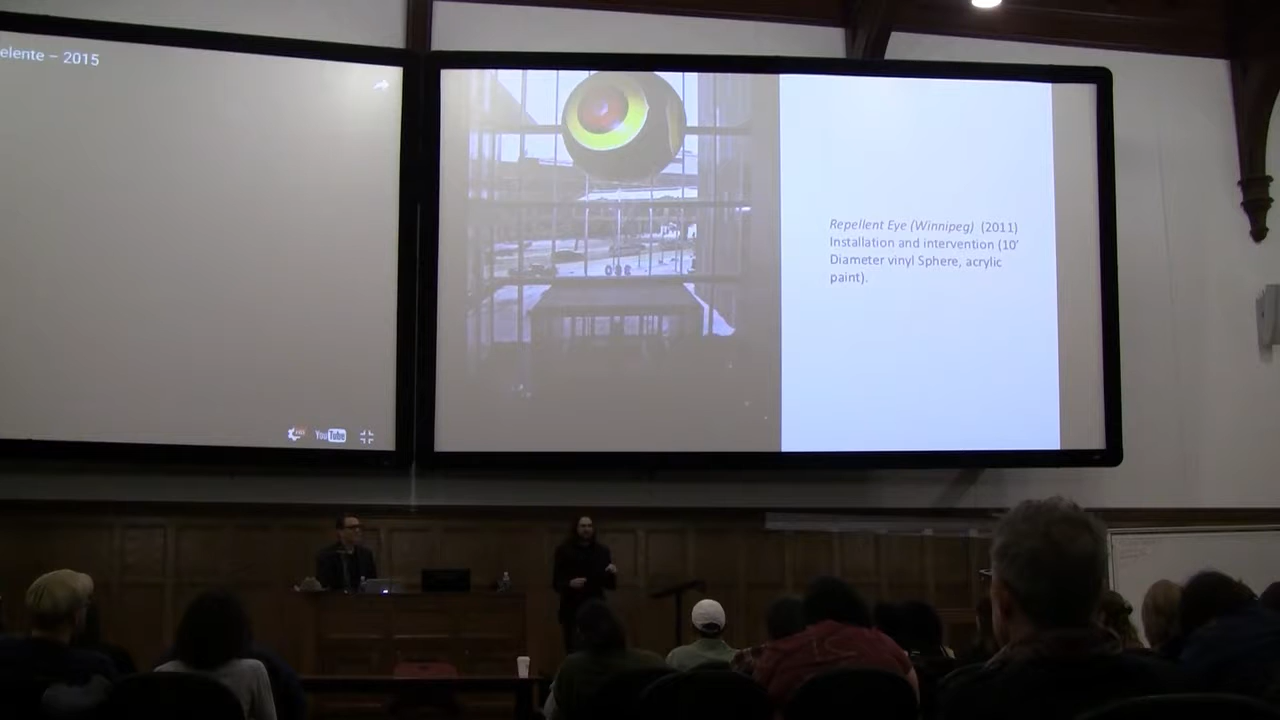 elente – 2015
Repellent Eye (Winnipeg) (2011)
Installation and intervention (10'
Diameter vinyl Sphere, acrylic
paint).
YouTube